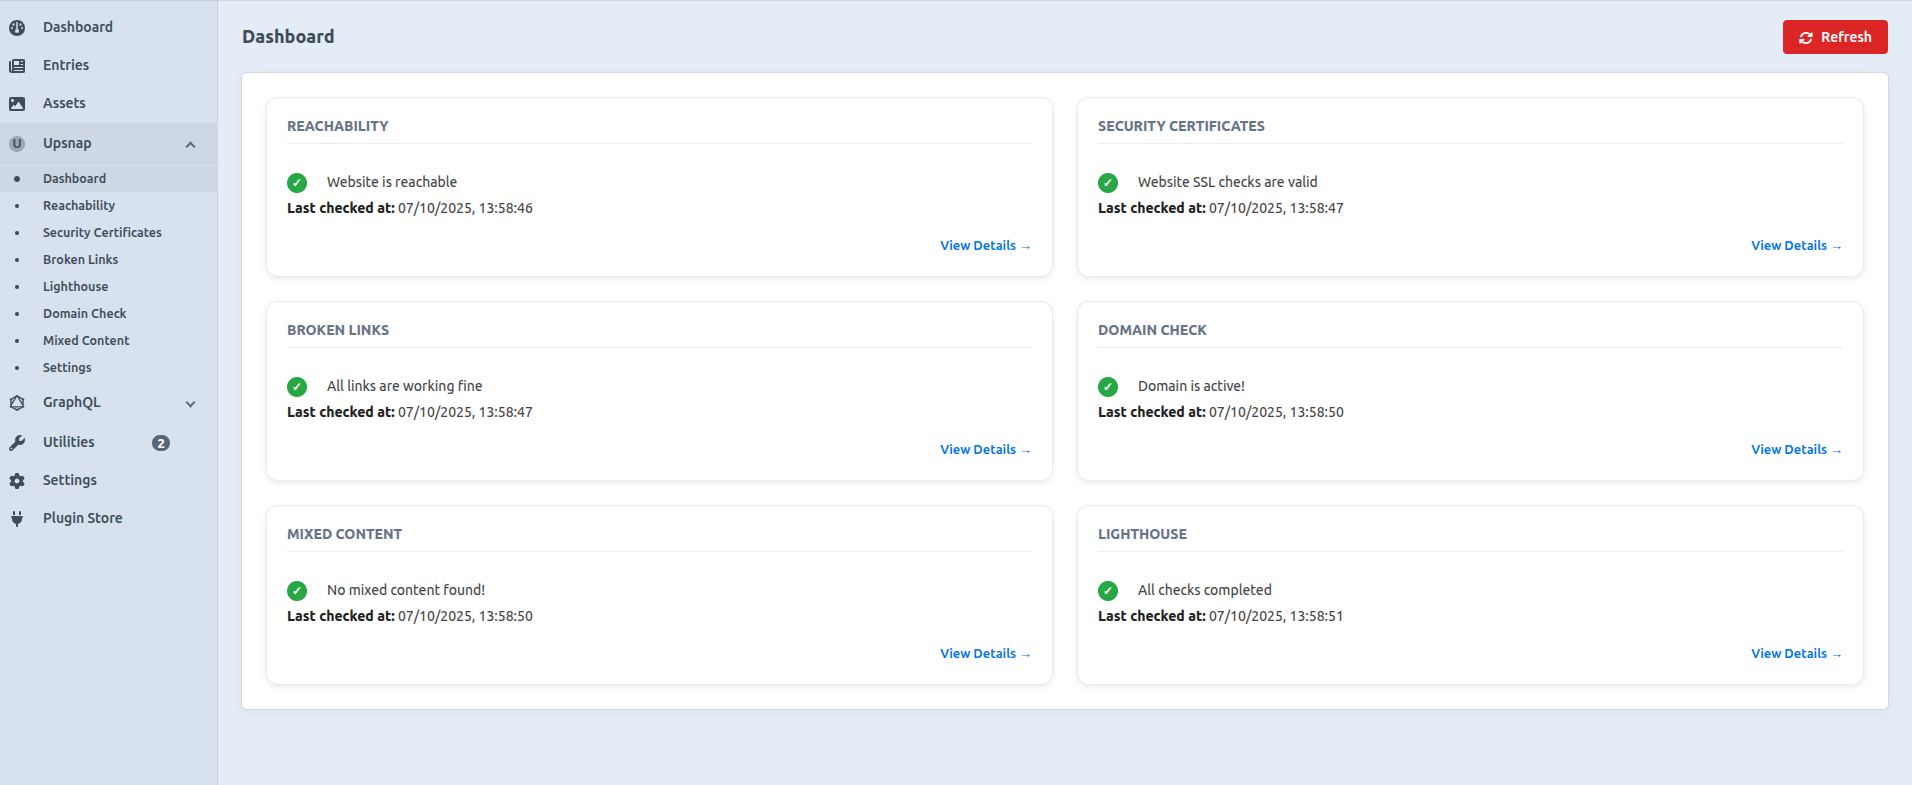 Dashboard
Entries
Assets
U Upsnap
Dashboard
Reachability
Security Certificates
Broken Links
Lighthouse
Domain Check
Mixed Content
Settings
GraphQL
Utilities 2
Settings
Plugin Store
Dashboard
Refresh
REACHABILITY
Website is reachable
Last checked at: 07/10/2025, 13:58:46
View Details →
SECURITY CERTIFICATES
Website SSL checks are valid
Last checked at: 07/10/2025, 13:58:47
View Details →
BROKEN LINKS
All links are working fine
Last checked at: 07/10/2025, 13:58:47
View Details →
DOMAIN CHECK
Domain is active!
Last checked at: 07/10/2025, 13:58:50
View Details →
MIXED CONTENT
No mixed content found!
Last checked at: 07/10/2025, 13:58:50
View Details →
LIGHTHOUSE
All checks completed
Last checked at: 07/10/2025, 13:58:51
View Details →